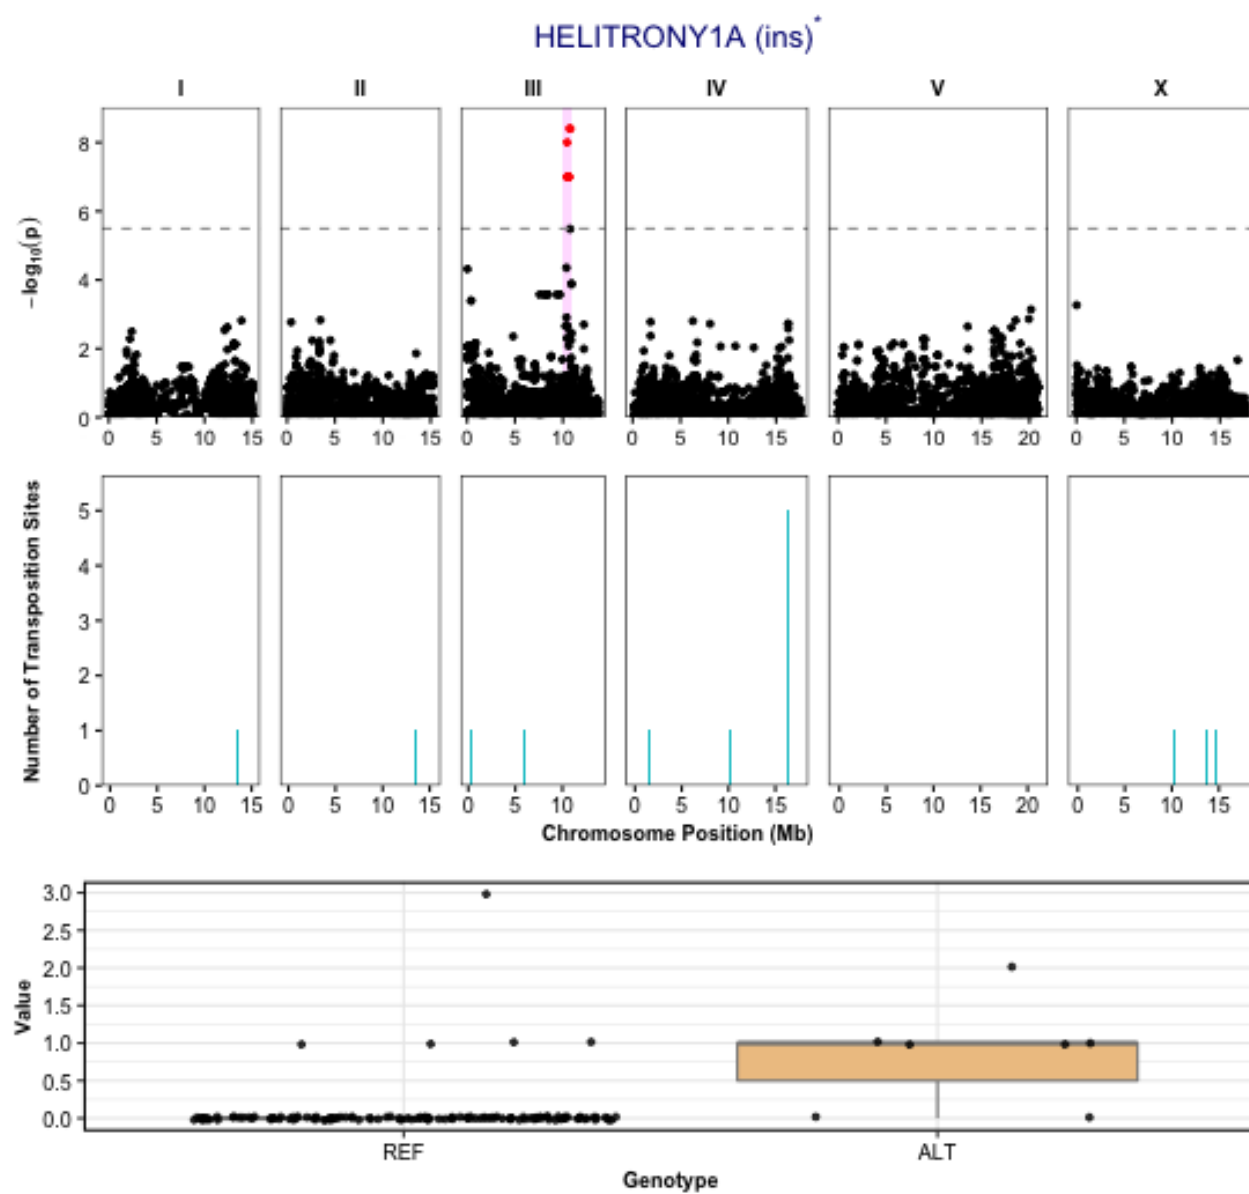 HELITRONY1A (ins)*
I II III IV V X
8
6
4
2
0
−log10(p)
0 5 10 15 0 5 10 15 0 5 10 0 5 10 15 0 5 10 15 20 0 5 10 15
5
4
3
2
1
0
Number of Transposition Sites
0 5 10 15 0 5 10 15 0 5 10 0 5 10 15 0 5 10 15 20 0 5 10 15
Chromosome Position (Mb)
3.0
2.5
2.0
1.5
1.0
0.5
0.0
Value
REF ALT
Genotype